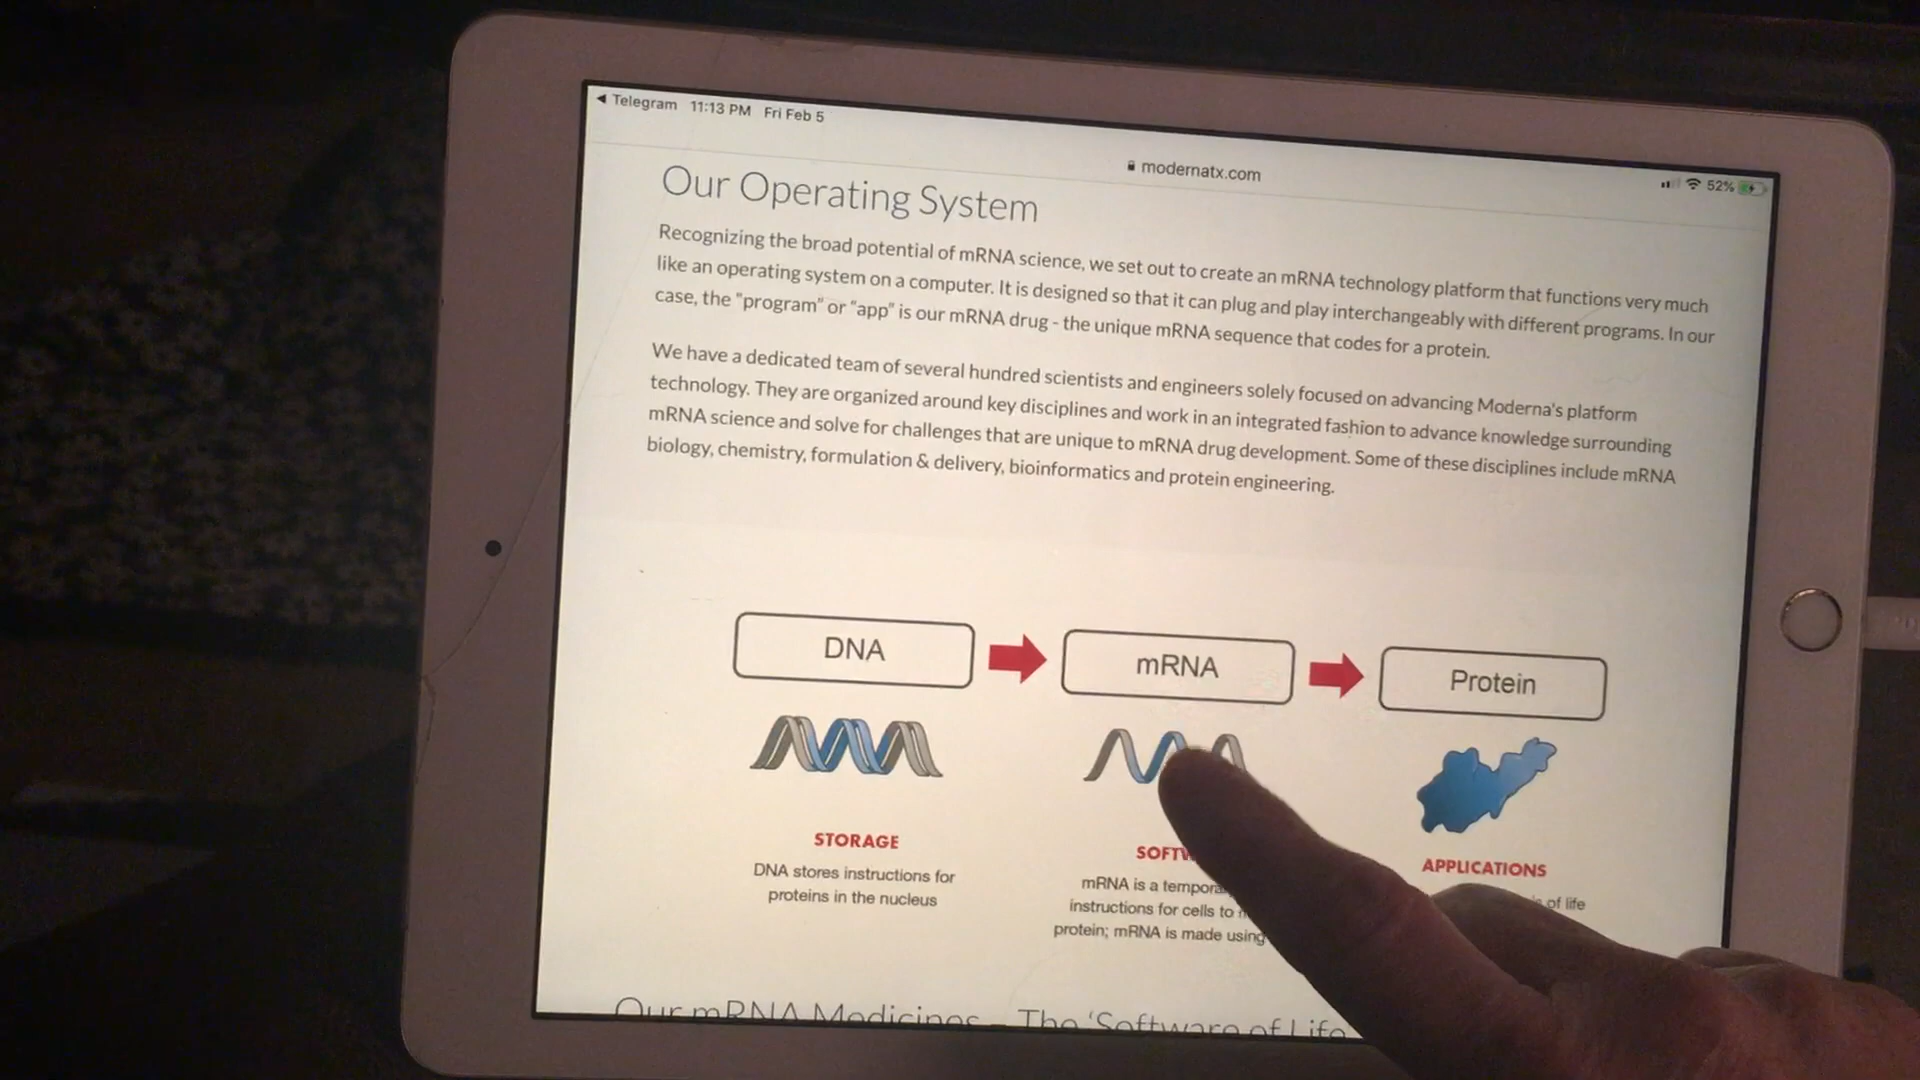 Telegram 11:13 PM Fri Feb 5
modernatx.com
52%
Our Operating System
Recognizing the broad potential of mRNA science, we set out to create an mRNA technology platform that functions very much
like an operating system on a computer. It is designed so that it can plug and play interchangeably with different programs. In our
case, the "program" or "app" is our mRNA drug - the unique mRNA sequence that codes for a protein.
We have a dedicated team of several hundred scientists and engineers solely focused on advancing Moderna's platform
technology. They are organized around key disciplines and work in an integrated fashion to advance knowledge surrounding
mRNA science and solve for challenges that are unique to mRNA drug development. Some of these disciplines include mRNA
biology, chemistry, formulation & delivery, bioinformatics and protein engineering.
DNA
mRNA
Protein
STORAGE
DNA stores instructions for
proteins in the nucleus
mRNA is a
instructions for cells to
protein; mRNA is made using
APPLICATIONS
of life
Our mRNA Medicines – The 'Software of Life